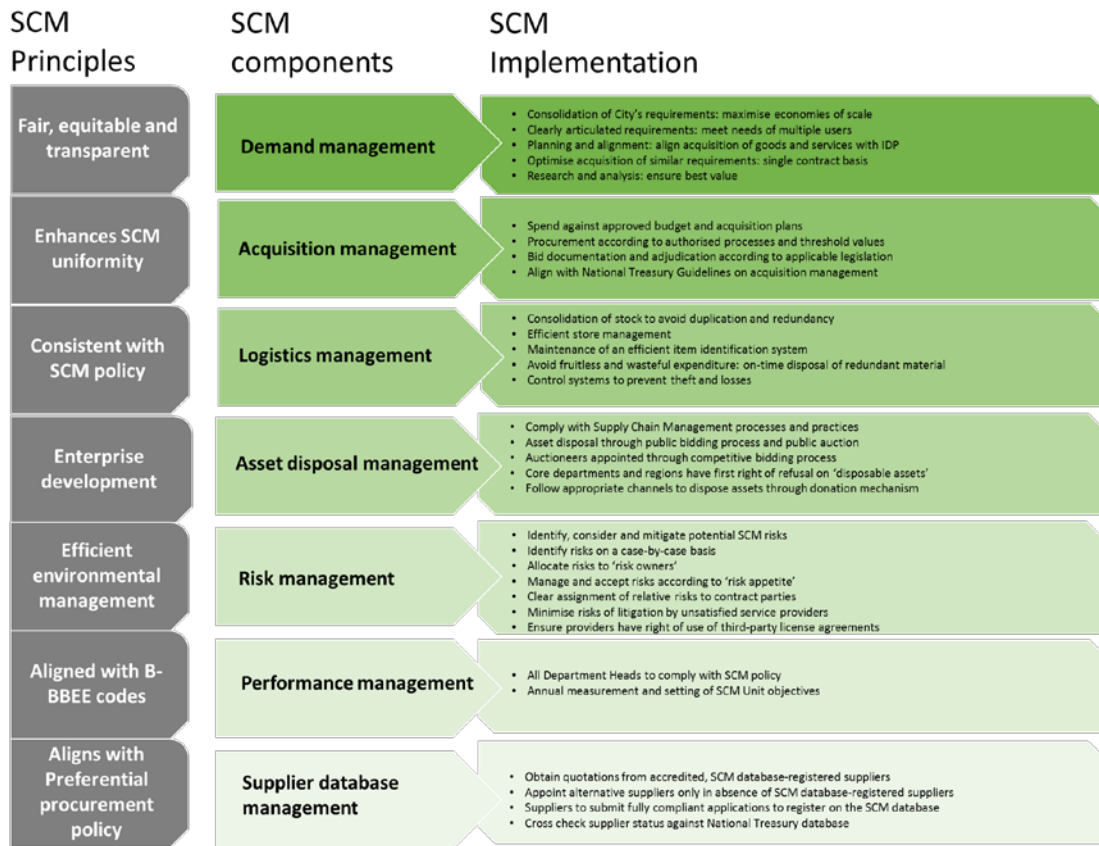 SCM
Principles
SCM
components
SCM
Implementation
Fair, equitable and
transparent
Demand management
• Consolidation of City's requirements: maximise economies of scale
• Clearly articulated requirements: meet needs of multiple users
• Planning and alignment: align acquisition of goods and services with IDP
• Optimise acquisition of similar requirements: single contract basis
• Research and analysis: ensure best value
Enhances SCM
uniformity
Acquisition management
• Spend against approved budget and acquisition plans
• Procurement according to authorised processes and threshold values
• Bid documentation and adjudication according to applicable legislation
• Align with National Treasury Guidelines on acquisition management
Consistent with
SCM policy
Logistics management
• Consolidation of stock to avoid duplication and redundancy
• Efficient store management
• Maintenance of an efficient item identification system
• Avoid fruitless and wasteful expenditure: on-time disposal of redundant material
• Control systems to prevent theft and losses
Enterprise
development
Asset disposal management
• Comply with Supply Chain Management processes and practices
• Asset disposal through public bidding process and public auction
• Auctioneers appointed through competitive bidding process
• Core departments and regions have first right of refusal on 'disposable assets'
• Follow appropriate channels to dispose assets through donation mechanism
Efficient
environmental
management
Risk management
• Identify, consider and mitigate potential SCM risks
• Identify risks on a case-by-case basis
• Allocate risks to 'risk owners'
• Manage and accept risks according to 'risk appetite'
• Clear assignment of relative risks to contract parties
• Minimise risks of litigation by unsatisfied service providers
• Ensure providers have right of use of third-party license agreements
Aligned with B-
BBEE codes
Performance management
• All Department Heads to comply with SCM policy
• Annual measurement and setting of SCM Unit objectives
Aligns with
Preferential
procurement
policy
Supplier database
management
• Obtain quotations from accredited, SCM database-registered suppliers
• Appoint alternative suppliers only in absence of SCM database-registered suppliers
• Suppliers to submit fully compliant applications to register on the SCM database
• Cross check supplier status against National Treasury database